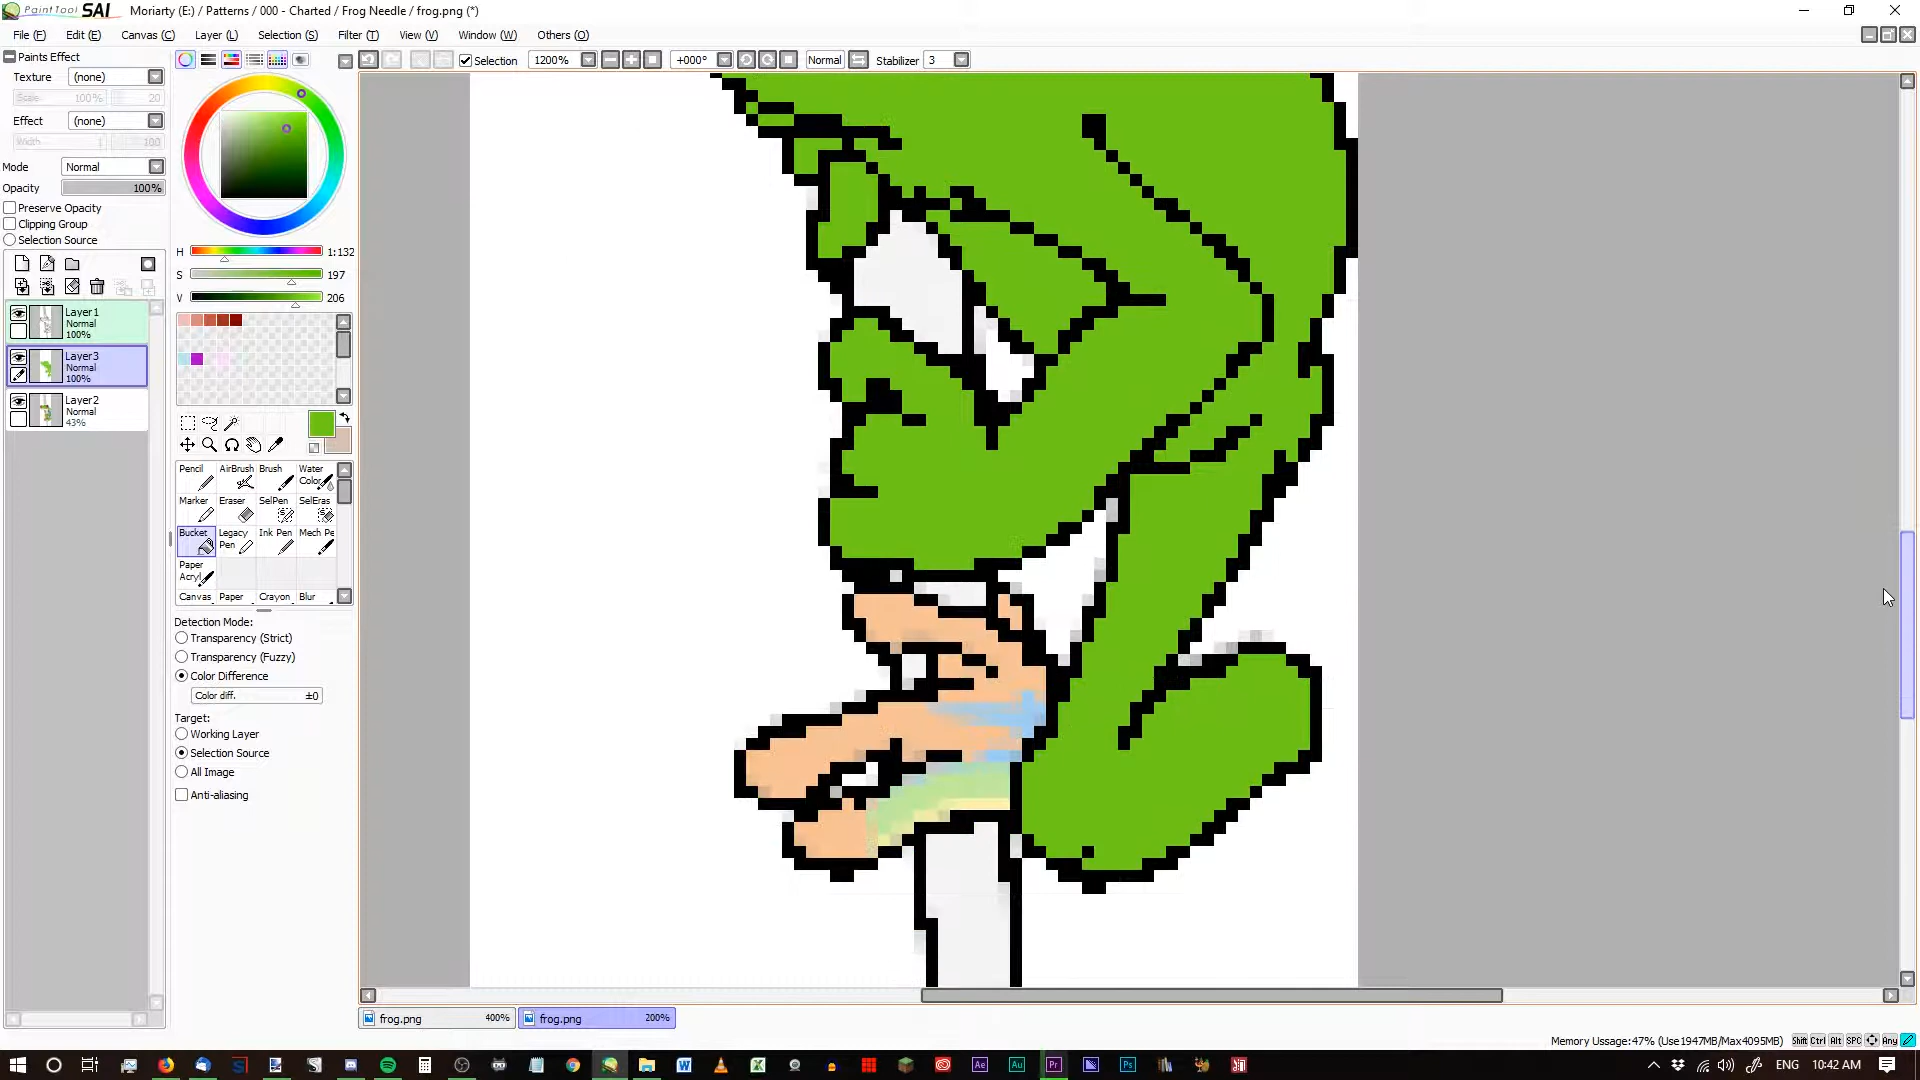 PaintTool SAI Moriarty (E:) / Patterns / 000 - Charted / Frog Needle / frog.png (*)
File (F) Edit (E) Canvas (C) Layer (L) Selection (S) Filter (T) View (V) Window (W) Others (O)
Paints Effect
Selection 1200% +000° Normal Stabilizer 3
Texture (none)
Scale 100% 20
Effect (none)
Width 1 100
Mode Normal
Opacity 100%
Preserve Opacity
Clipping Group
Selection Source
H 1:132
S 197
V 206
Layer1
Normal
100%
Layer3
Normal
100%
Layer2
Normal
43%
Pencil AirBrush Brush Water Color
Marker Eraser SelPen SelEras
Bucket Legacy Pen Ink Pen Mech Pe
Paper Acryl
Canvas Paper Crayon Blur
Detection Mode:
Transparency (Strict)
Transparency (Fuzzy)
Color Difference
Color diff. ±0
Target:
Working Layer
Selection Source
All Image
Anti-aliasing
frog.png 400% frog.png 200%
Memory Ussage:47% (Use1947MB/Max4095MB) Shift Ctrl Alt SPC Any
Ae Au Pr Ps
ENG 10:42 AM